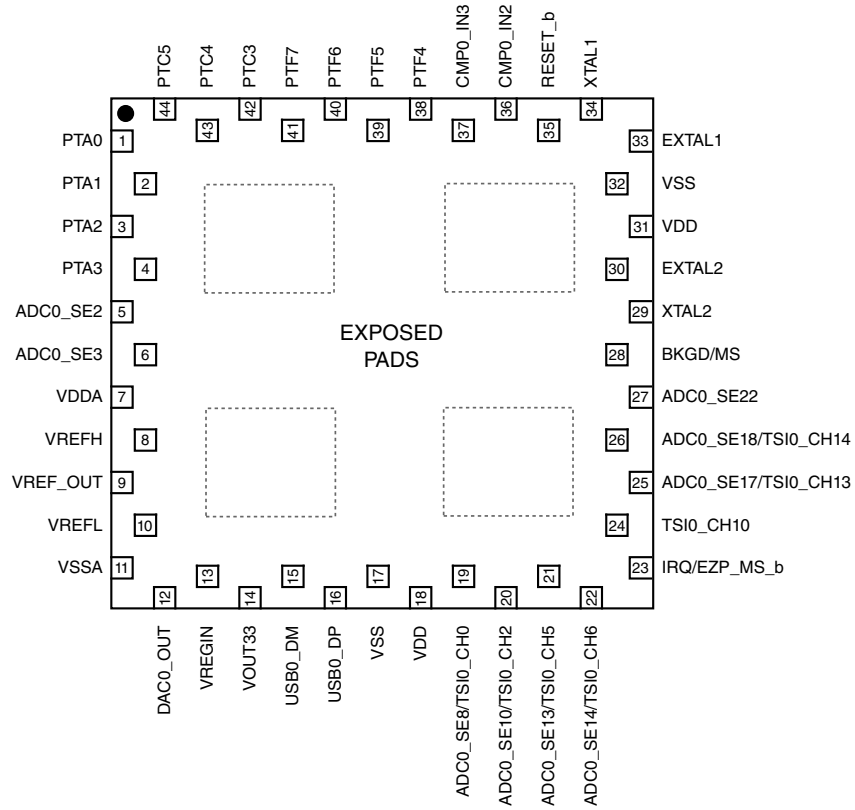 PTC5
PTC4
PTC3
PTF7
PTF6
PTF5
PTF4
CMP0_IN3
CMP0_IN2
RESET_b
XTAL1
44
43
42
41
40
39
38
37
36
35
34
PTA0 1
PTA1 2
PTA2 3
PTA3 4
ADC0_SE2 5
ADC0_SE3 6
VDDA 7
VREFH 8
VREF_OUT 9
VREFL 10
VSSA 11
EXPOSED
PADS
33 EXTAL1
32 VSS
31 VDD
30 EXTAL2
29 XTAL2
28 BKGD/MS
27 ADC0_SE22
26 ADC0_SE18/TSI0_CH14
25 ADC0_SE17/TSI0_CH13
24 TSI0_CH10
23 IRQ/EZP_MS_b
12
13
14
15
16
17
18
19
20
21
22
DAC0_OUT
VREGIN
VOUT33
USB0_DM
USB0_DP
VSS
VDD
ADC0_SE8/TSI0_CH0
ADC0_SE10/TSI0_CH2
ADC0_SE13/TSI0_CH5
ADC0_SE14/TSI0_CH6